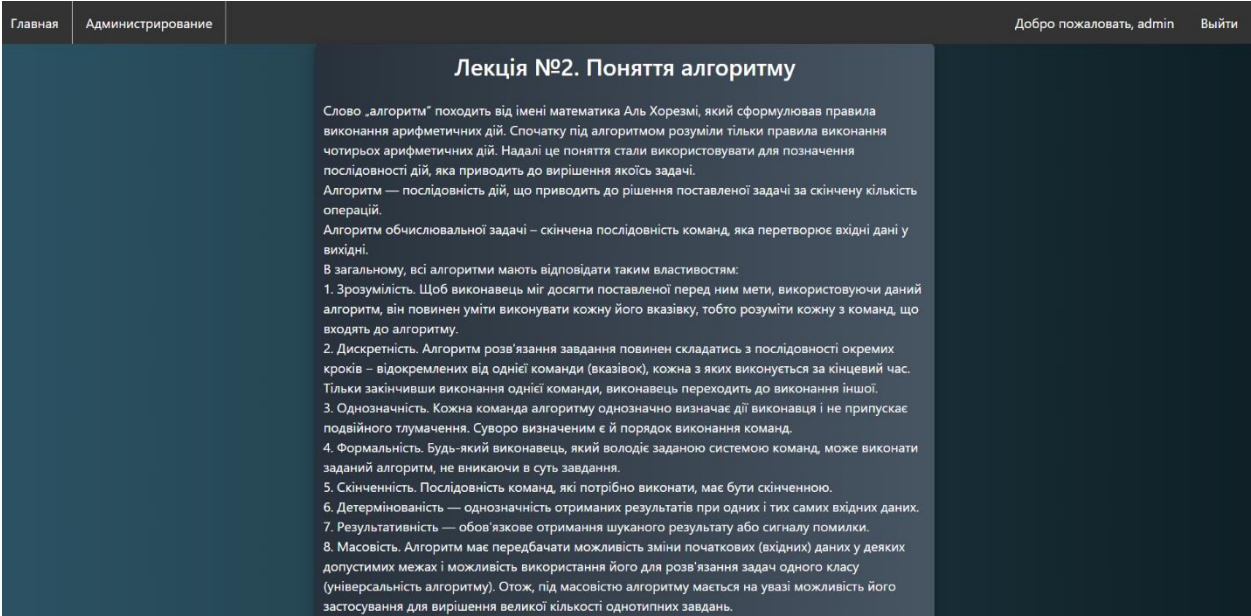 Главная Администрирование Добро пожаловать, admin Выйти
Лекція №2. Поняття алгоритму
Слово „алгоритм“ походить від імені математика Аль Хорезмі, який сформулював правила
виконання арифметичних дій. Спочатку під алгоритмом розуміли тільки правила виконання
чотирьох арифметичних дій. Надалі це поняття стали використовувати для позначення
послідовності дій, яка приводить до вирішення якоїсь задачі.
Алгоритм — послідовність дій, що приводить до рішення поставленої задачі за скінчену кількість
операцій.
Алгоритм обчислювальної задачі – скінчена послідовність команд, яка перетворює вхідні дані у
вихідні.
В загальному, всі алгоритми мають відповідати таким властивостям:
1. Зрозумілість. Щоб виконавець міг досягти поставленої перед ним мети, використовуючи даний
алгоритм, він повинен уміти виконувати кожну його вказівку, тобто розуміти кожну з команд, що
входять до алгоритму.
2. Дискретність. Алгоритм розв'язання завдання повинен складатись з послідовності окремих
кроків – відокремлених від однієї команди (вказівок), кожна з яких виконується за кінцевий час.
Тільки закінчивши виконання однієї команди, виконавець переходить до виконання іншої.
3. Однозначність. Кожна команда алгоритму однозначно визначає дії виконавця і не припускає
подвійного тлумачення. Суворо визначеним є й порядок виконання команд.
4. Формальність. Будь-який виконавець, який володіє заданою системою команд, може виконати
заданий алгоритм, не вникаючи в суть завдання.
5. Скінченність. Послідовність команд, які потрібно виконати, має бути скінченною.
6. Детермінованість — однозначність отриманих результатів при одних і тих самих вхідних даних.
7. Результативність — обов'язкове отримання шуканого результату або сигналу помилки.
8. Масовість. Алгоритм має передбачати можливість зміни початкових (вхідних) даних у деяких
допустимих межах і можливість використання його для розв'язання задач одного класу
(універсальність алгоритму). Отож, під масовістю алгоритму мається на увазі можливість його
застосування для вирішення великої кількості однотипних завдань.